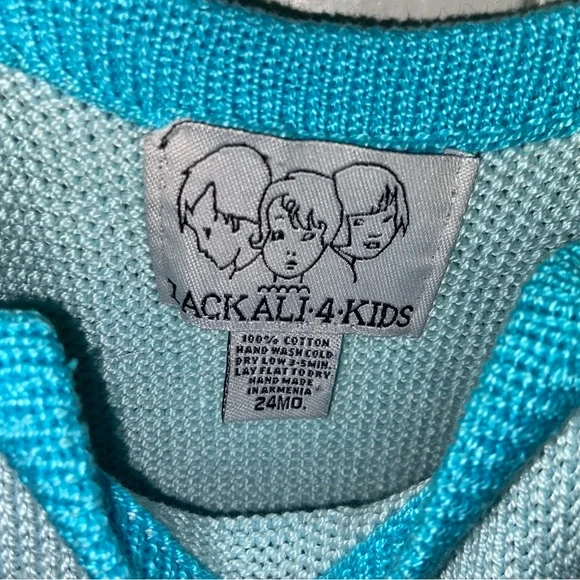 ZACKALI·4·KIDS
100% COTTON
HAND WASH COLD
DRY LOW 3-5MIN.
LAY FLAT TO DRY
HAND MADE
IN ARMENIA
24MO.